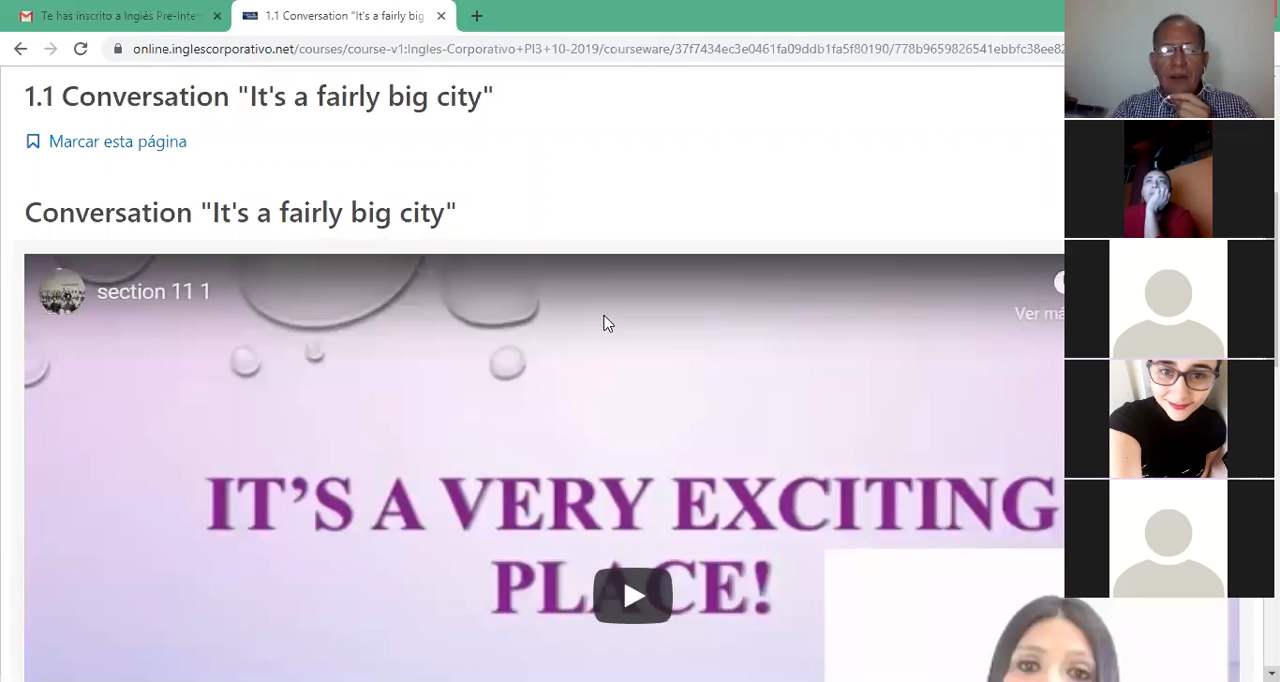 Te has inscrito a Inglés Pre-Inter
1.1 Conversation "It's a fairly big
online.inglescorporativo.net/courses/course-v1:Ingles-Corporativo+PI3+10-2019/courseware/37f7434ec3e0461fa09ddb1fa5f80190/778b9659826541ebbfc38ee82
1.1 Conversation "It's a fairly big city"
Marcar esta página
Conversation "It's a fairly big city"
section 11 1
Ver má
IT'S A VERY EXCITING
PLACE!